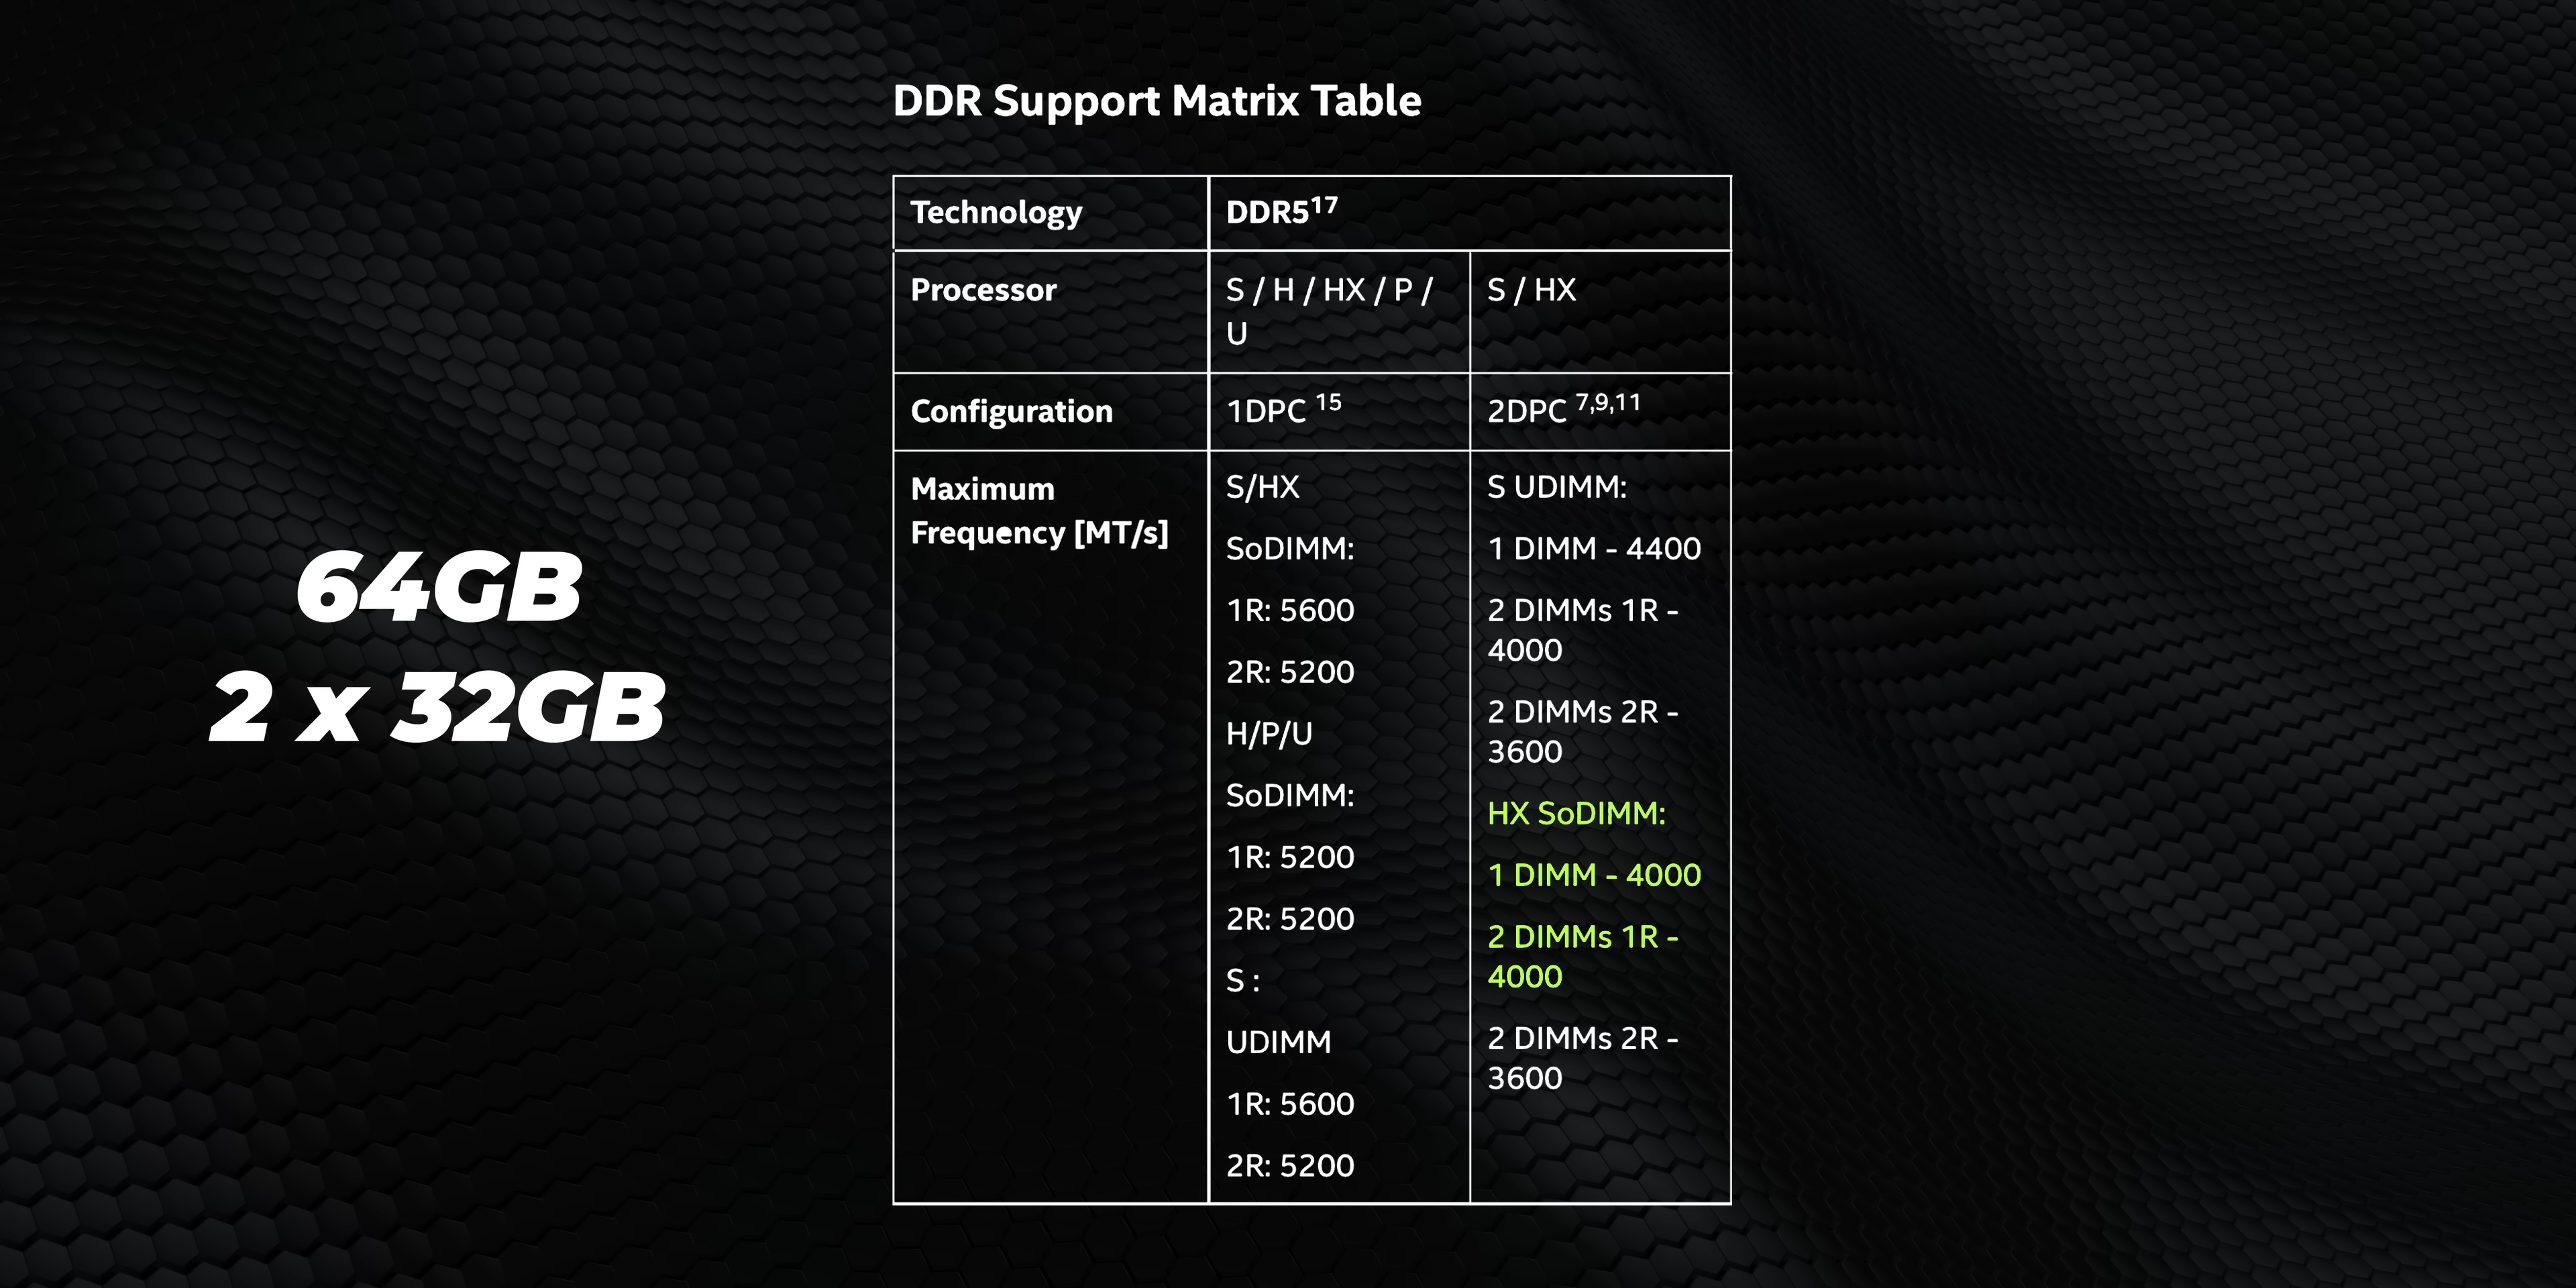 DDR Support Matrix Table
64GB
2 x 32GB
Technology
DDR5¹⁷
Processor
S / H / HX / P /
U
S / HX
Configuration
1DPC ¹⁵
2DPC ⁷,⁹,¹¹
Maximum
Frequency [MT/s]
S/HX
SoDIMM:
1R: 5600
2R: 5200
H/P/U
SoDIMM:
1R: 5200
2R: 5200
S :
UDIMM
1R: 5600
2R: 5200
S UDIMM:
1 DIMM - 4400
2 DIMMs 1R -
4000
2 DIMMs 2R -
3600
HX SoDIMM:
1 DIMM - 4000
2 DIMMs 1R -
4000
2 DIMMs 2R -
3600